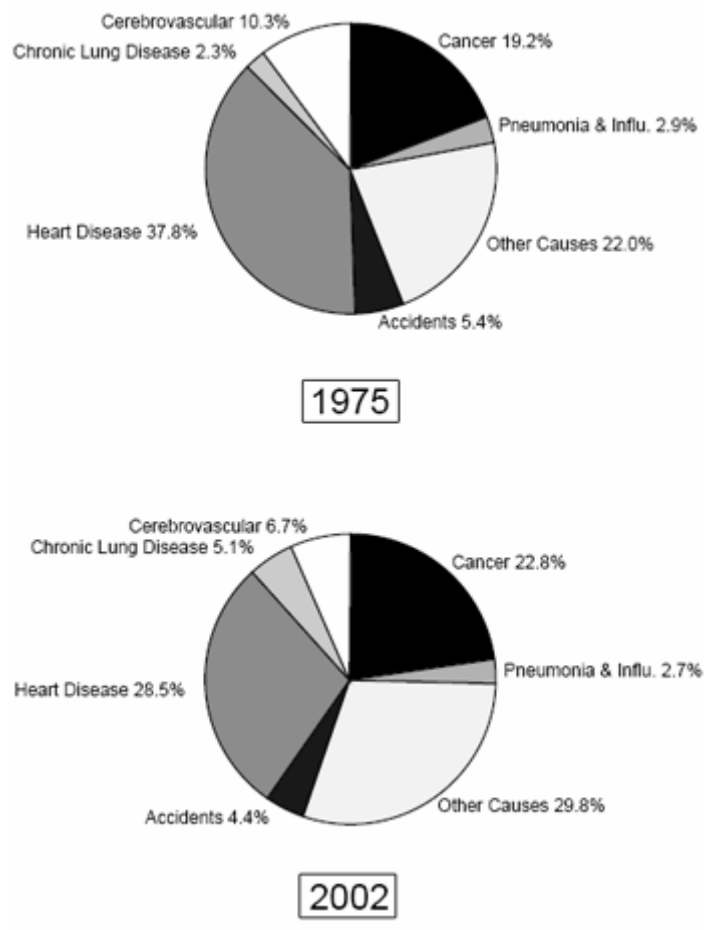 Cerebrovascular 10.3%
Cancer 19.2%
Chronic Lung Disease 2.3%
Pneumonia & Influ. 2.9%
Heart Disease 37.8%
Other Causes 22.0%
Accidents 5.4%
1975
Cerebrovascular 6.7%
Chronic Lung Disease 5.1%
Cancer 22.8%
Pneumonia & Influ. 2.7%
Heart Disease 28.5%
Other Causes 29.8%
Accidents 4.4%
2002